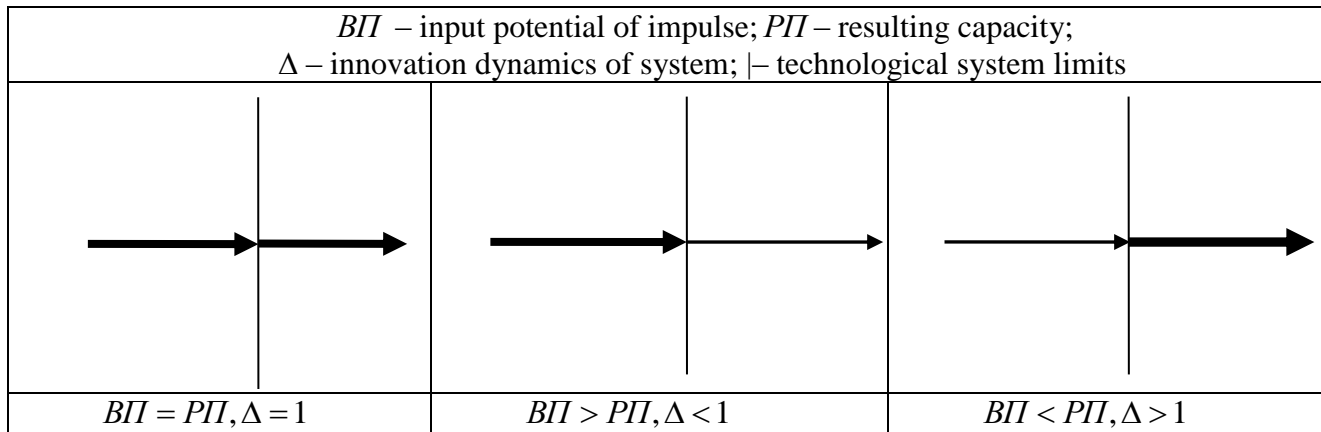 ВП – input potential of impulse; РП – resulting capacity;
Δ – innovation dynamics of system; |– technological system limits
ВП = РП, Δ = 1
ВП > РП, Δ < 1
ВП < РП, Δ > 1